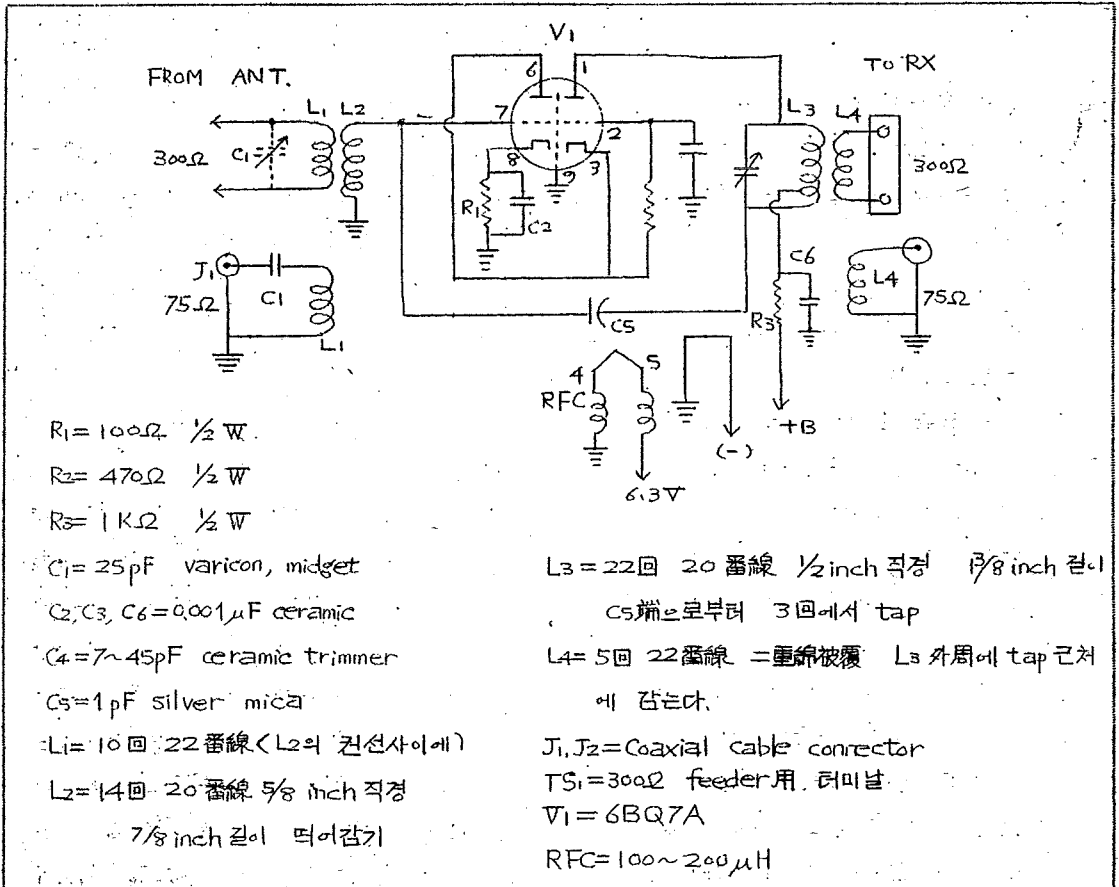 V1
FROM ANT.
TO RX
6
1
L1
L2
L3
L4
7
2
300Ω
C1
8
9
3
300Ω
R1
C2
J1
75Ω
C1
L1
C5
R3
C6
L4
75Ω
4
5
RFC
+B
(-)
6.3V
R1=100Ω ½ W
R2= 470Ω ½ W
R3= 1KΩ ½ W
C1= 25pF varicon, midget
C2, C3, C6=0.001μF ceramic
C4=7~45pF ceramic trimmer
C5=1pF silver mica
L1= 10回 22番線(L2의 권선사이에)
L2=14回 20番線 5/8 inch 직경
7/8 inch 길이 띄어감기
L3=22回 20番線 ½ inch 직경 1⅜ inch 길이
C5端으로부터 3回에서 tap
L4= 5回 22番線 二重綿被覆 L3 外周에 tap 근처
에 감는다.
J1, J2=Coaxial cable connector
TS1=300Ω feeder用 터미날
V1=6BQ7A
RFC=100~200μH